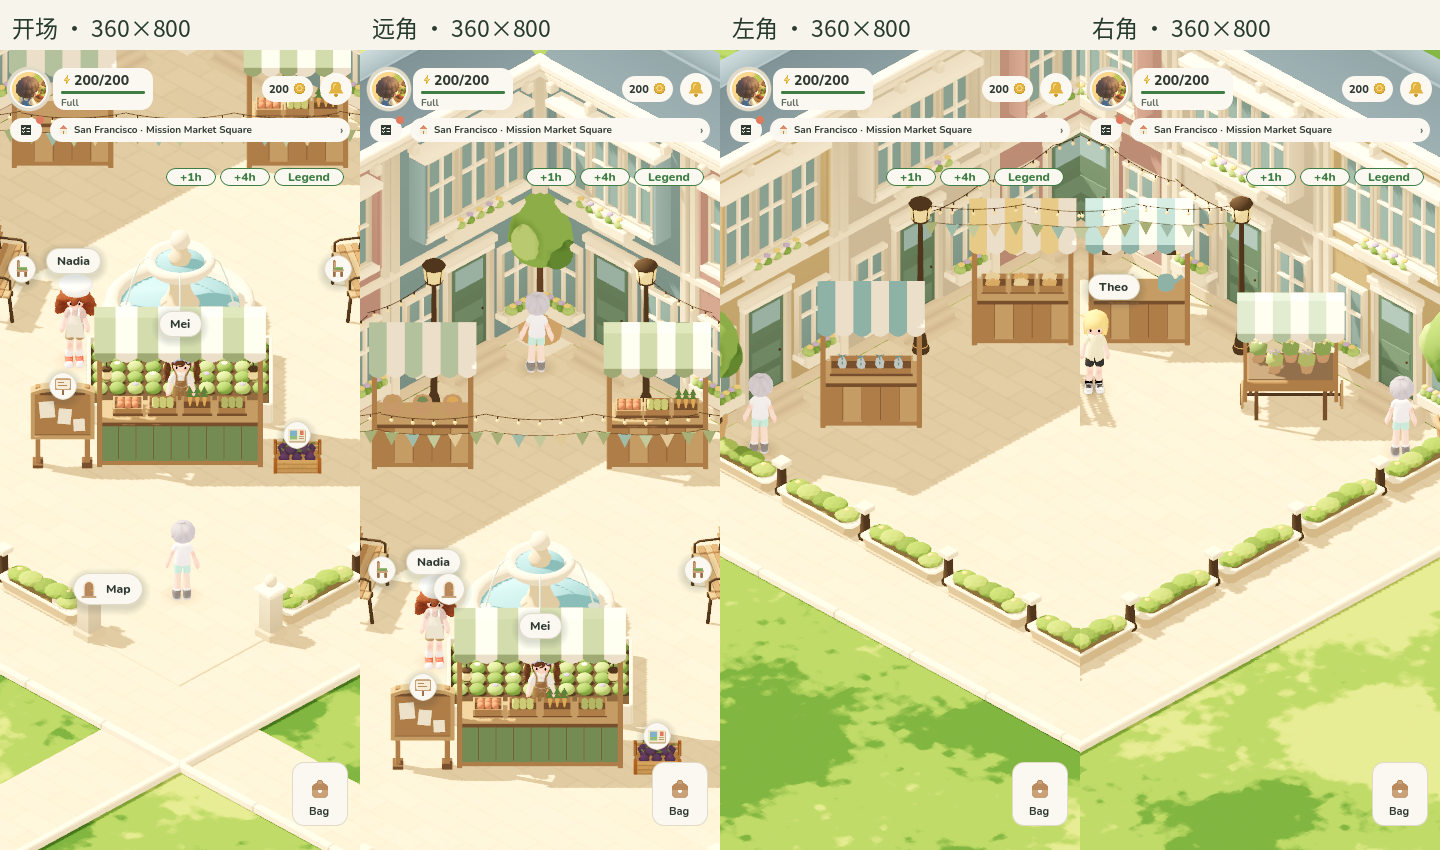 开场 · 360×800
200/200
Full
200
San Francisco · Mission Market Square ›
+1h +4h Legend
Nadia
Mei
Map
Bag
远角 · 360×800
200/200
Full
200
San Francisco · Mission Market Square ›
+1h +4h Legend
Nadia
Mei
Bag
左角 · 360×800
200/200
Full
200
San Francisco · Mission Market Square ›
+1h +4h Legend
Bag
右角 · 360×800
200/200
Full
200
San Francisco · Mission Market Square ›
+1h +4h Legend
Theo
Bag